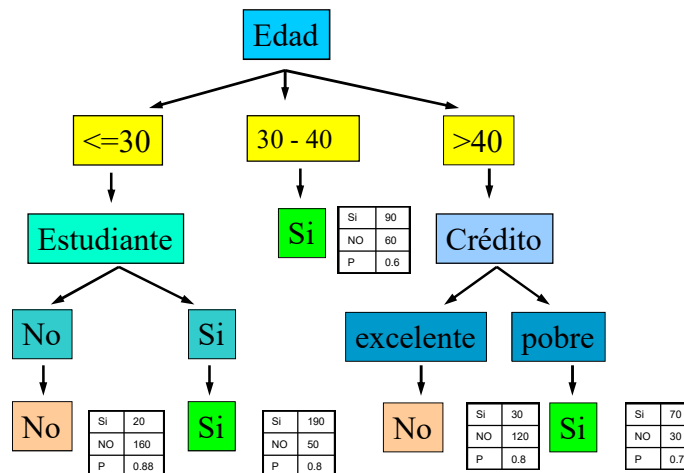 Edad
<=30
30 - 40
>40
Estudiante
Si
Si 90
NO 60
P 0.6
Crédito
No
Si
excelente
pobre
No
Si 20
NO 160
P 0.88
Si
Si 190
NO 50
P 0.8
No
Si 30
NO 120
P 0.8
Si
Si 70
NO 30
P 0.7